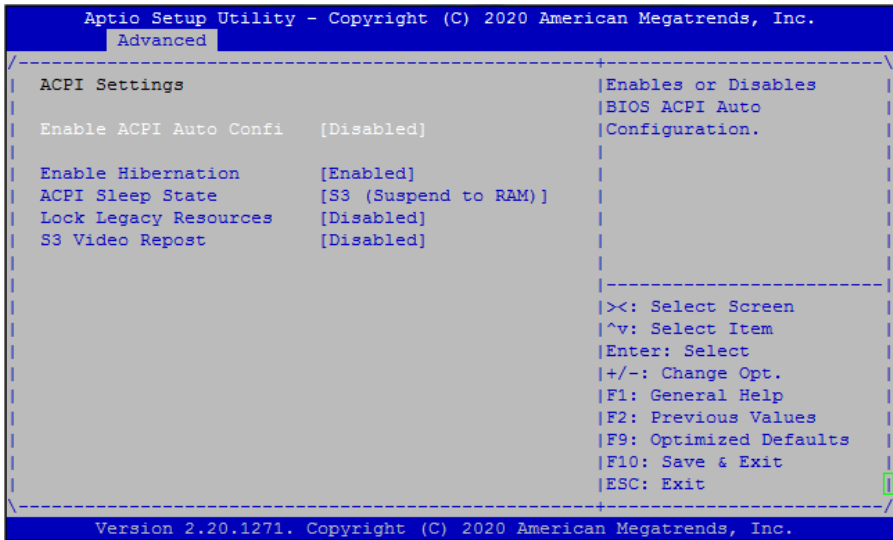 Aptio Setup Utility - Copyright (C) 2020 American Megatrends, Inc.
Advanced
ACPI Settings
Enable ACPI Auto Confi [Disabled]
Enable Hibernation [Enabled]
ACPI Sleep State [S3 (Suspend to RAM)]
Lock Legacy Resources [Disabled]
S3 Video Repost [Disabled]
Enables or Disables
BIOS ACPI Auto
Configuration.
><: Select Screen
^v: Select Item
Enter: Select
+/-: Change Opt.
F1: General Help
F2: Previous Values
F9: Optimized Defaults
F10: Save & Exit
ESC: Exit
Version 2.20.1271. Copyright (C) 2020 American Megatrends, Inc.